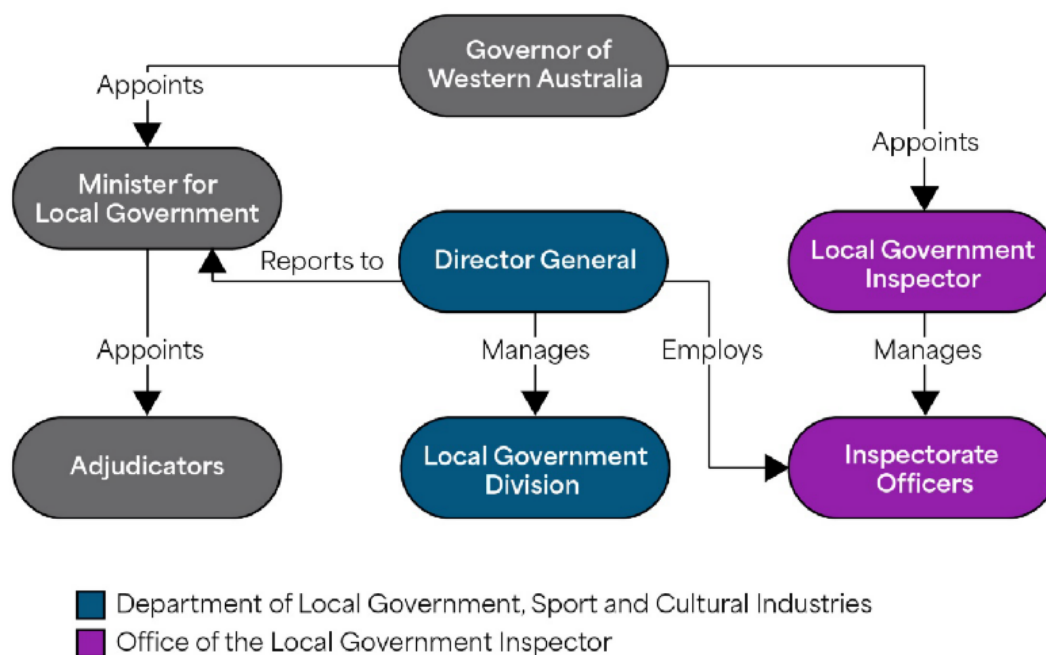 Governor of
Western Australia
Appoints
Appoints
Minister for
Local Government
Reports to
Director General
Local Government
Inspector
Appoints
Manages
Employs
Manages
Adjudicators
Local Government
Division
Inspectorate
Officers
Department of Local Government, Sport and Cultural Industries
Office of the Local Government Inspector